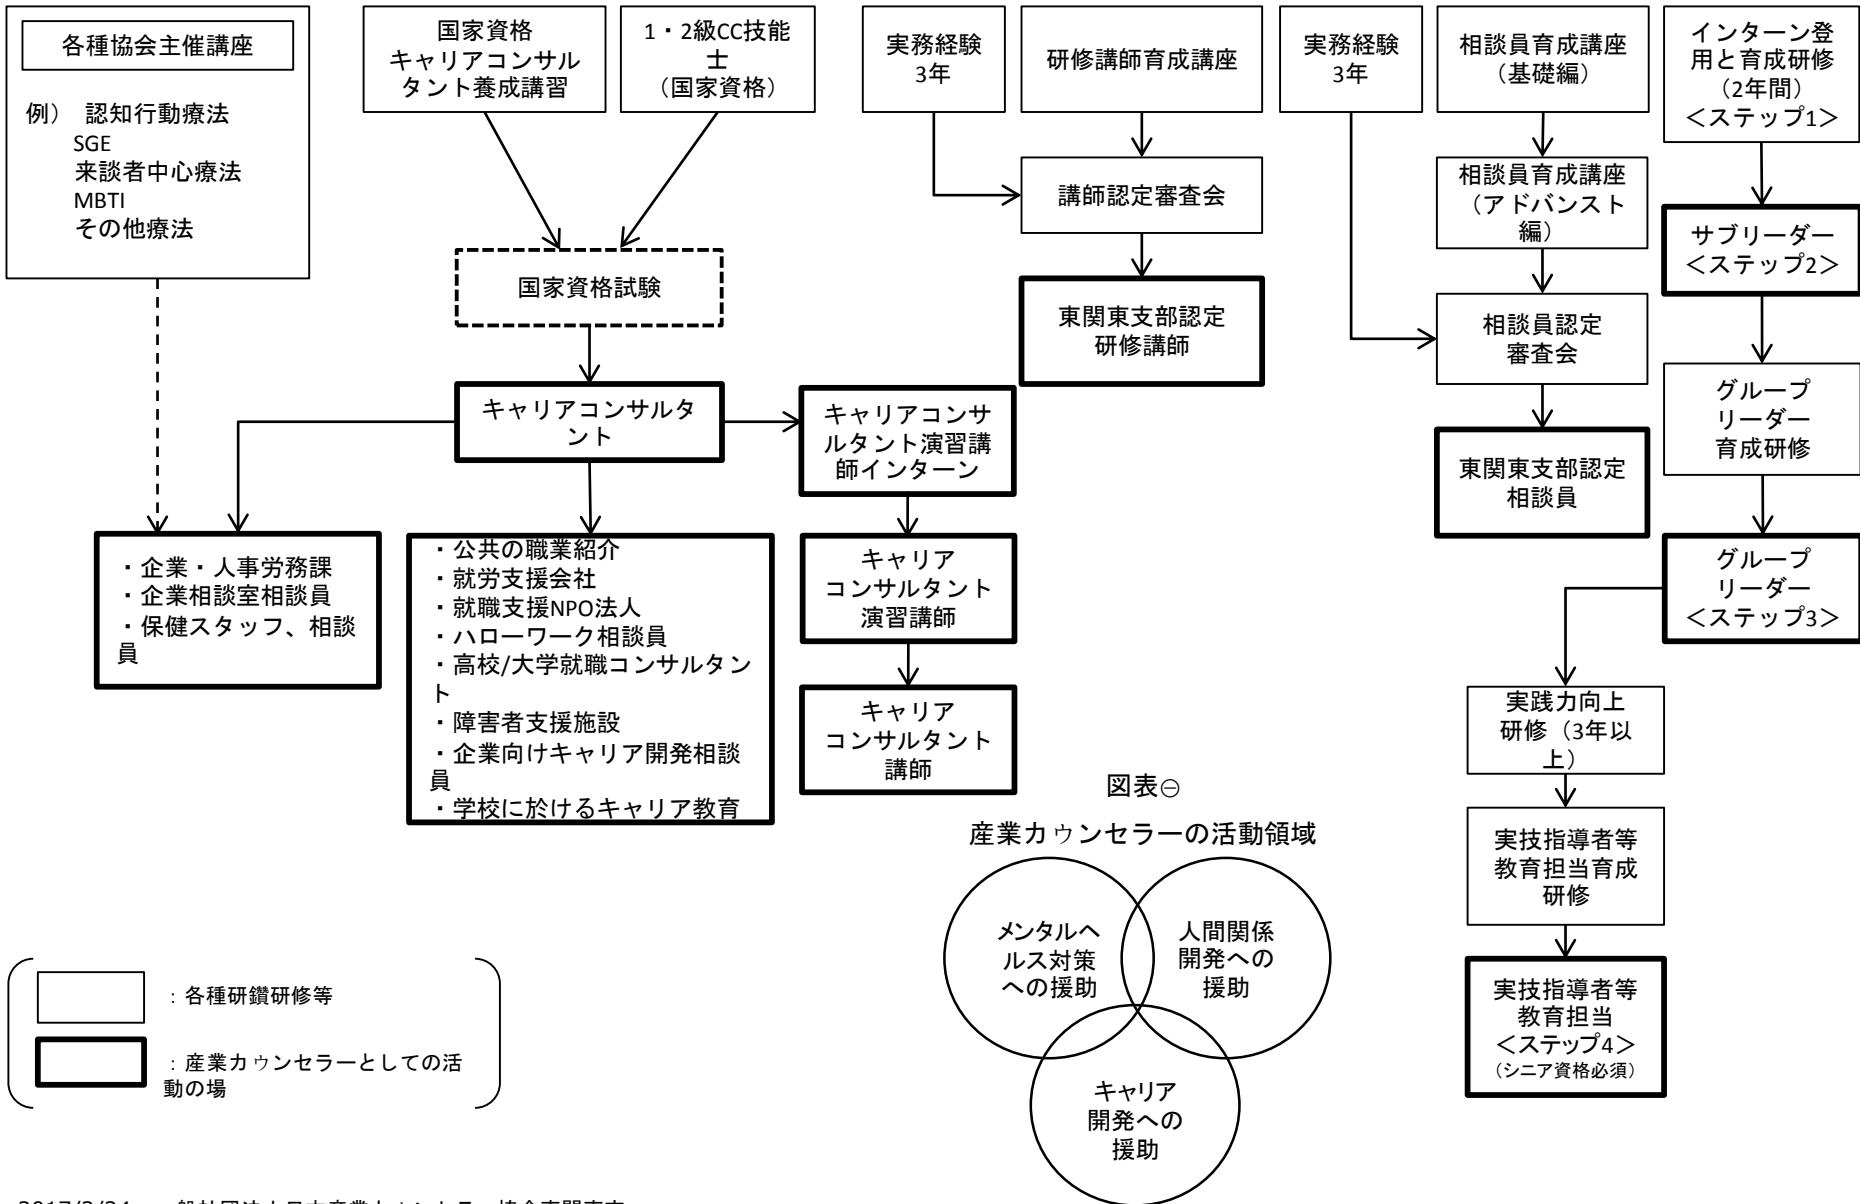 各種協会主催講座
例） 認知行動療法
SGE
来談者中心療法
MBTI
その他療法
国家資格
キャリアコンサル
タント養成講習
1・2級CC技能
士
（国家資格）
国家資格試験
キャリアコンサルタ
ント
・企業・人事労務課
・企業相談室相談員
・保健スタッフ、相談
員
・公共の職業紹介
・就労支援会社
・就職支援NPO法人
・ハローワーク相談員
・高校/大学就職コンサルタン
ト
・障害者支援施設
・企業向けキャリア開発相談
員
・学校に於けるキャリア教育
キャリアコンサ
ルタント演習講
師インターン
キャリア
コンサルタント
演習講師
キャリア
コンサルタント
講師
実務経験
3年
研修講師育成講座
講師認定審査会
東関東支部認定
研修講師
実務経験
3年
相談員育成講座
（基礎編）
相談員育成講座
（アドバンスト
編）
相談員認定
審査会
東関東支部認定
相談員
インターン登
用と育成研修
（2年間）
＜ステップ1＞
サブリーダー
＜ステップ2＞
グループ
リーダー
育成研修
グループ
リーダー
＜ステップ3＞
実践力向上
研修（3年以
上）
実技指導者等
教育担当育成
研修
実技指導者等
教育担当
＜ステップ4＞
（シニア資格必須）
図表㊀
産業カウンセラーの活動領域
メンタルヘ
ルス対策
への援助
人間関係
開発への
援助
キャリア
開発への
援助
：各種研鑽研修等
：産業カウンセラーとしての活
動の場